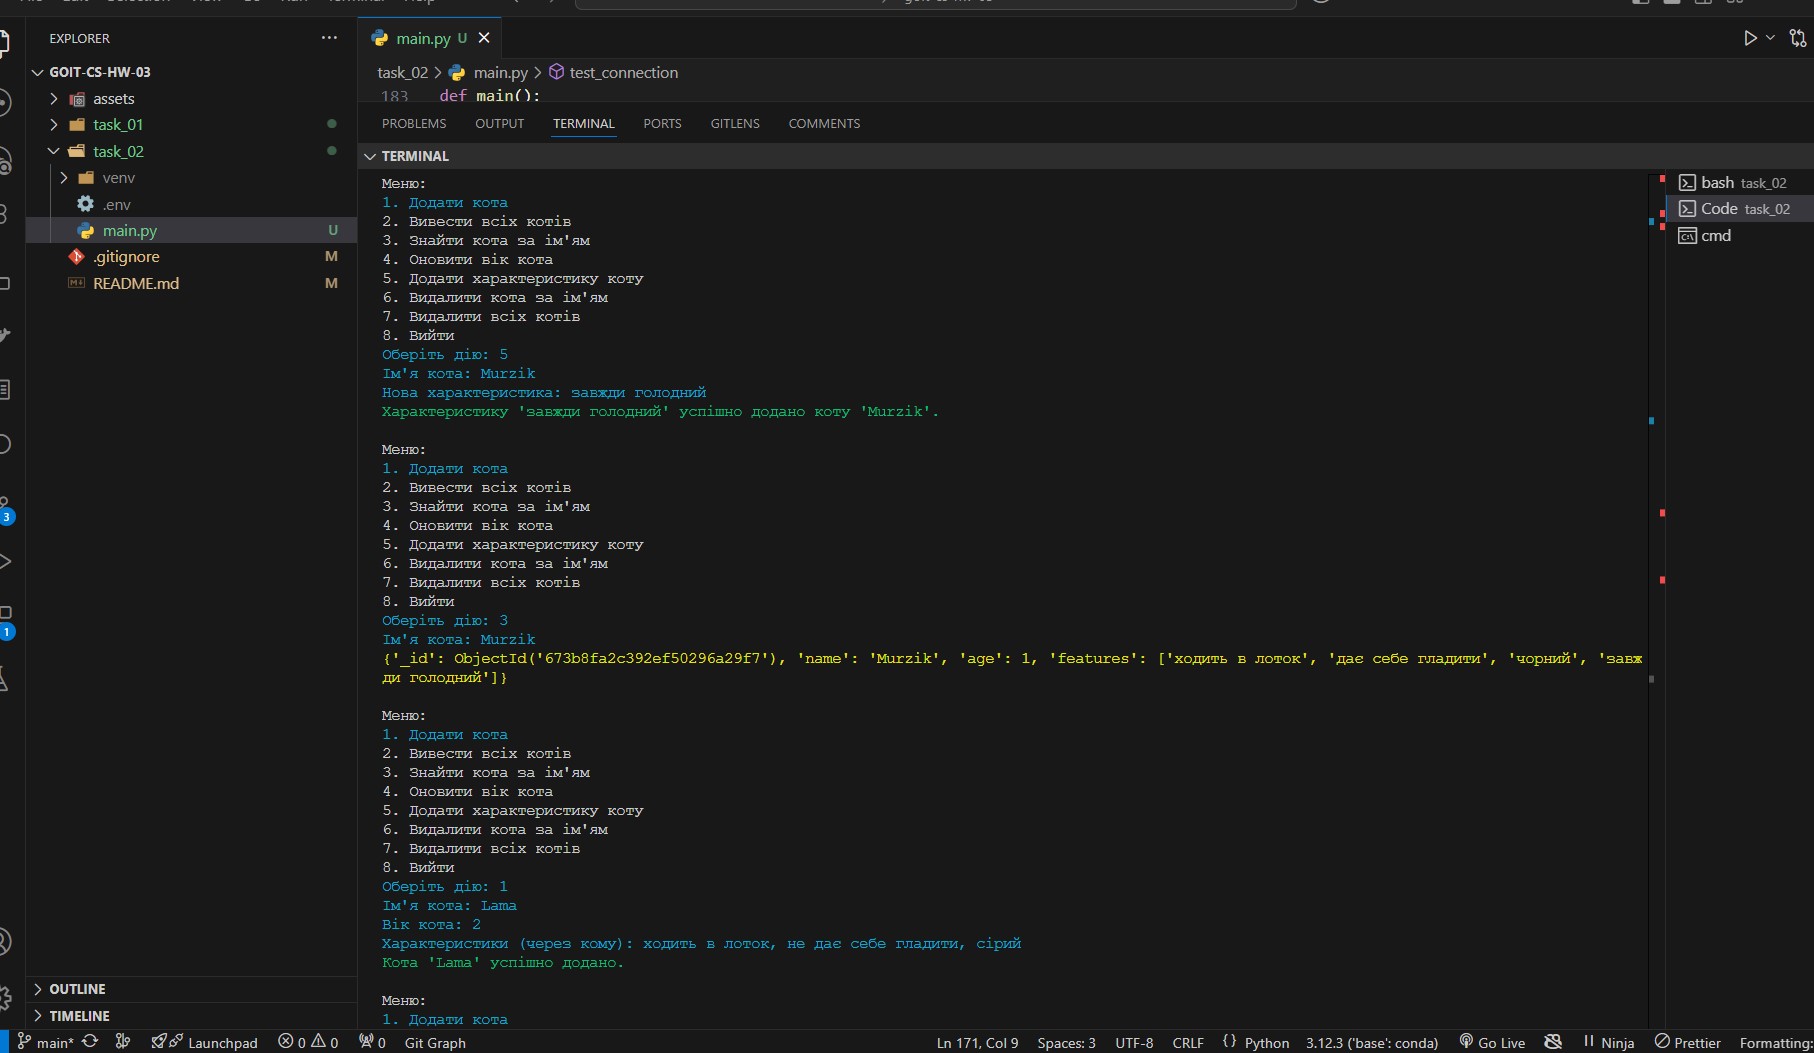 EXPLORER
GOIT-CS-HW-03
assets
task_01
task_02
venv
.env
main.py U
.gitignore M
README.md M
OUTLINE
TIMELINE
main.py U
task_02 > main.py > test_connection
183 def main():
PROBLEMS OUTPUT TERMINAL PORTS GITLENS COMMENTS
TERMINAL
Меню:
1. Додати кота
2. Вивести всіх котів
3. Знайти кота за ім'ям
4. Оновити вік кота
5. Додати характеристику коту
6. Видалити кота за ім'ям
7. Видалити всіх котів
8. Вийти
Оберіть дію: 5
Ім'я кота: Murzik
Нова характеристика: завжди голодний
Характеристику 'завжди голодний' успішно додано коту 'Murzik'.
Меню:
1. Додати кота
2. Вивести всіх котів
3. Знайти кота за ім'ям
4. Оновити вік кота
5. Додати характеристику коту
6. Видалити кота за ім'ям
7. Видалити всіх котів
8. Вийти
Оберіть дію: 3
Ім'я кота: Murzik
{'_id': ObjectId('673b8fa2c392ef50296a29f7'), 'name': 'Murzik', 'age': 1, 'features': ['ходить в лоток', 'дає себе гладити', 'чорний', 'завж
ди голодний']}
Меню:
1. Додати кота
2. Вивести всіх котів
3. Знайти кота за ім'ям
4. Оновити вік кота
5. Додати характеристику коту
6. Видалити кота за ім'ям
7. Видалити всіх котів
8. Вийти
Оберіть дію: 1
Ім'я кота: Lama
Вік кота: 2
Характеристики (через кому): ходить в лоток, не дає себе гладити, сірий
Кота 'Lama' успішно додано.
Меню:
1. Додати кота
bash task_02
Code task_02
cmd
3
1
main* Launchpad 0 0 0 Git Graph Ln 171, Col 9 Spaces: 3 UTF-8 CRLF {} Python 3.12.3 ('base': conda) Go Live Ninja Prettier Formatting: